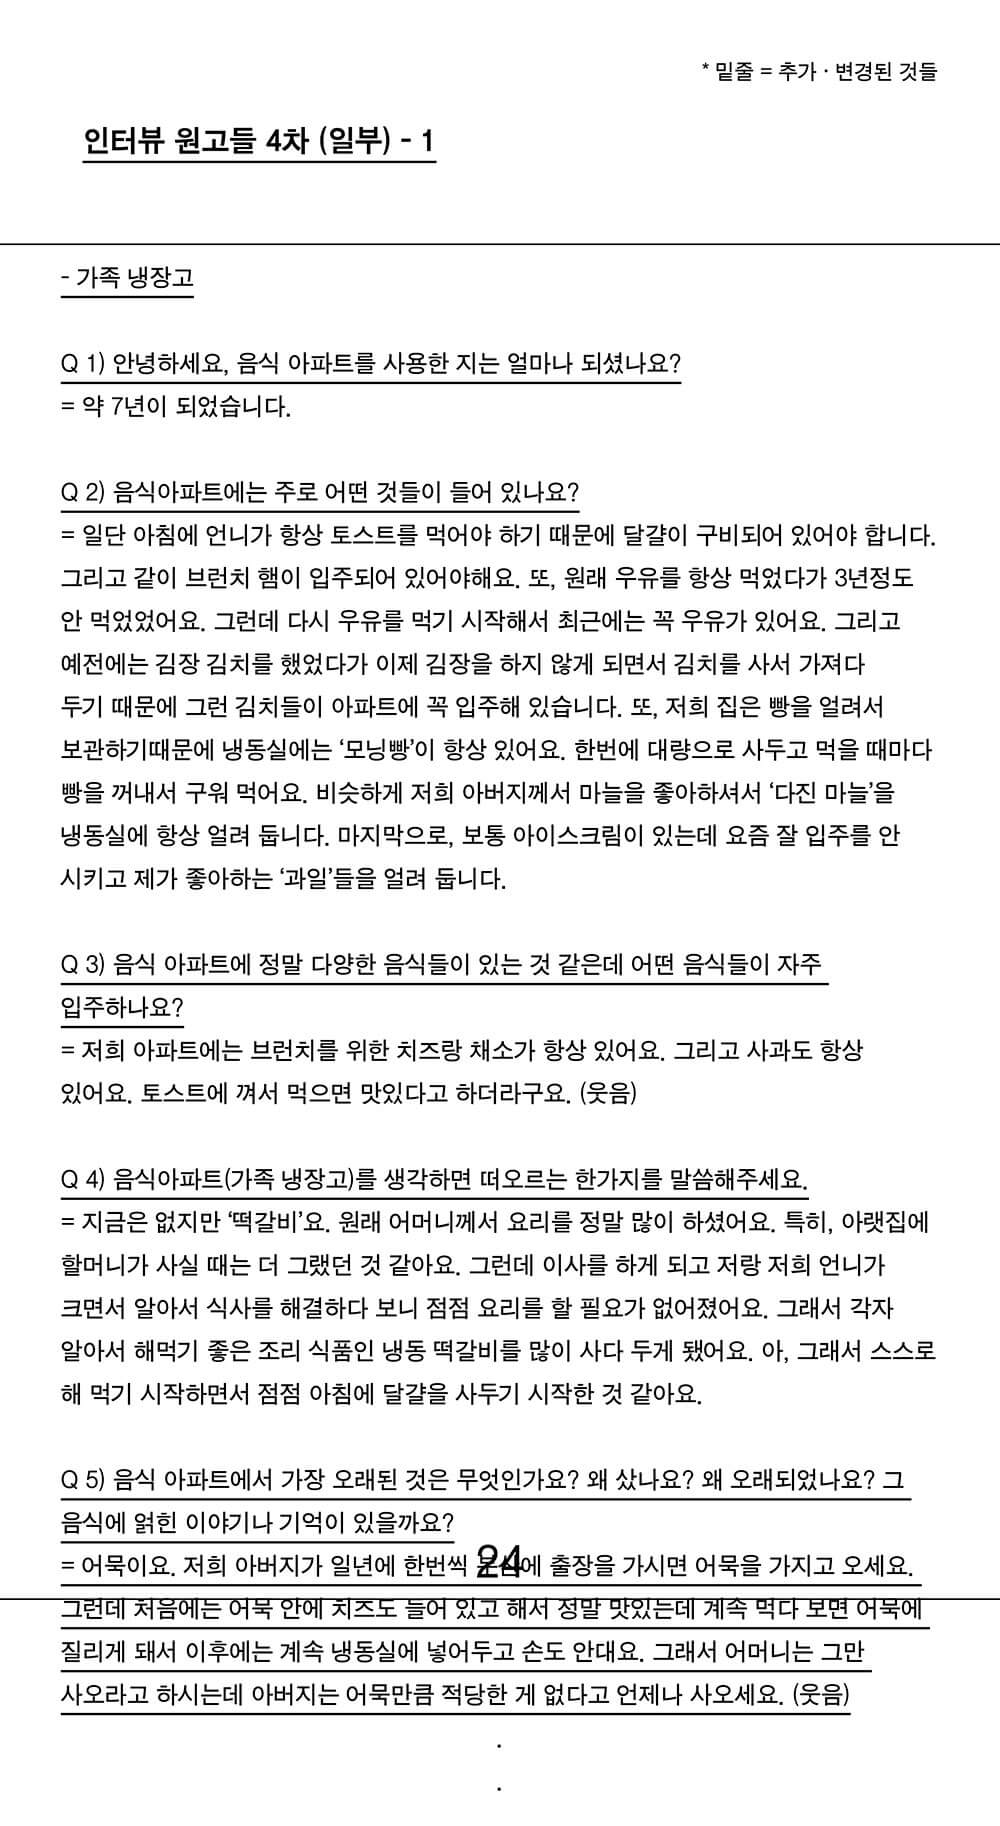 * 밑줄 = 추가 · 변경된 것들
인터뷰 원고들 4차 (일부) - 1
- 가족 냉장고
Q 1) 안녕하세요, 음식 아파트를 사용한 지는 얼마나 되셨나요?
= 약 7년이 되었습니다.
Q 2) 음식아파트에는 주로 어떤 것들이 들어 있나요?
= 일단 아침에 언니가 항상 토스트를 먹어야 하기 때문에 달걀이 구비되어 있어야 합니다.
그리고 같이 브런치 햄이 입주되어 있어야해요. 또, 원래 우유를 항상 먹었다가 3년정도
안 먹었었어요. 그런데 다시 우유를 먹기 시작해서 최근에는 꼭 우유가 있어요. 그리고
예전에는 김장 김치를 했었다가 이제 김장을 하지 않게 되면서 김치를 사서 가져다
두기 때문에 그런 김치들이 아파트에 꼭 입주해 있습니다. 또, 저희 집은 빵을 얼려서
보관하기때문에 냉동실에는 ‘모닝빵’이 항상 있어요. 한번에 대량으로 사두고 먹을 때마다
빵을 꺼내서 구워 먹어요. 비슷하게 저희 아버지께서 마늘을 좋아하셔서 ‘다진 마늘’을
냉동실에 항상 얼려 둡니다. 마지막으로, 보통 아이스크림이 있는데 요즘 잘 입주를 안
시키고 제가 좋아하는 ‘과일’들을 얼려 둡니다.
Q 3) 음식 아파트에 정말 다양한 음식들이 있는 것 같은데 어떤 음식들이 자주
입주하나요?
= 저희 아파트에는 브런치를 위한 치즈랑 채소가 항상 있어요. 그리고 사과도 항상
있어요. 토스트에 껴서 먹으면 맛있다고 하더라구요. (웃음)
Q 4) 음식아파트(가족 냉장고)를 생각하면 떠오르는 한가지를 말씀해주세요.
= 지금은 없지만 ‘떡갈비’요. 원래 어머니께서 요리를 정말 많이 하셨어요. 특히, 아랫집에
할머니가 사실 때는 더 그랬던 것 같아요. 그런데 이사를 하게 되고 저랑 저희 언니가
크면서 알아서 식사를 해결하다 보니 점점 요리를 할 필요가 없어졌어요. 그래서 각자
알아서 해먹기 좋은 조리 식품인 냉동 떡갈비를 많이 사다 두게 됐어요. 아, 그래서 스스로
해 먹기 시작하면서 점점 아침에 달걀을 사두기 시작한 것 같아요.
Q 5) 음식 아파트에서 가장 오래된 것은 무엇인가요? 왜 샀나요? 왜 오래되었나요? 그
음식에 얽힌 이야기나 기억이 있을까요?
= 어묵이요. 저희 아버지가 일년에 한번씩 출장을 가시면 어묵을 가지고 오세요.
24
그런데 처음에는 어묵 안에 치즈도 들어 있고 해서 정말 맛있는데 계속 먹다 보면 어묵에
질리게 돼서 이후에는 계속 냉동실에 넣어두고 손도 안대요. 그래서 어머니는 그만
사오라고 하시는데 아버지는 어묵만큼 적당한 게 없다고 언제나 사오세요. (웃음)
.
.